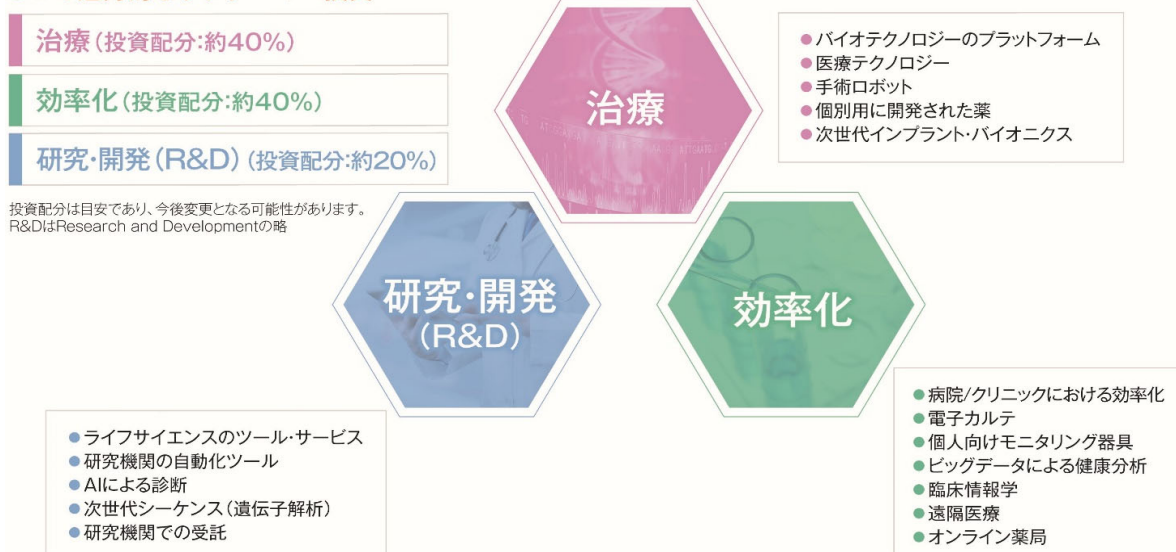 治療(投資配分:約40%)
効率化(投資配分:約40%)
研究・開発(R&D)(投資配分:約20%)
投資配分は目安であり、今後変更となる可能性があります。
R&DはResearch and Developmentの略
治療
●バイオテクノロジーのプラットフォーム
●医療テクノロジー
●手術ロボット
●個別用に開発された薬
●次世代インプラント・バイオニクス
研究・開発
(R&D)
効率化
●ライフサイエンスのツール・サービス
●研究機関の自動化ツール
●AIによる診断
●次世代シーケンス(遺伝子解析)
●研究機関での受託
●病院/クリニックにおける効率化
●電子カルテ
●個人向けモニタリング器具
●ビッグデータによる健康分析
●臨床情報学
●遠隔医療
●オンライン薬局